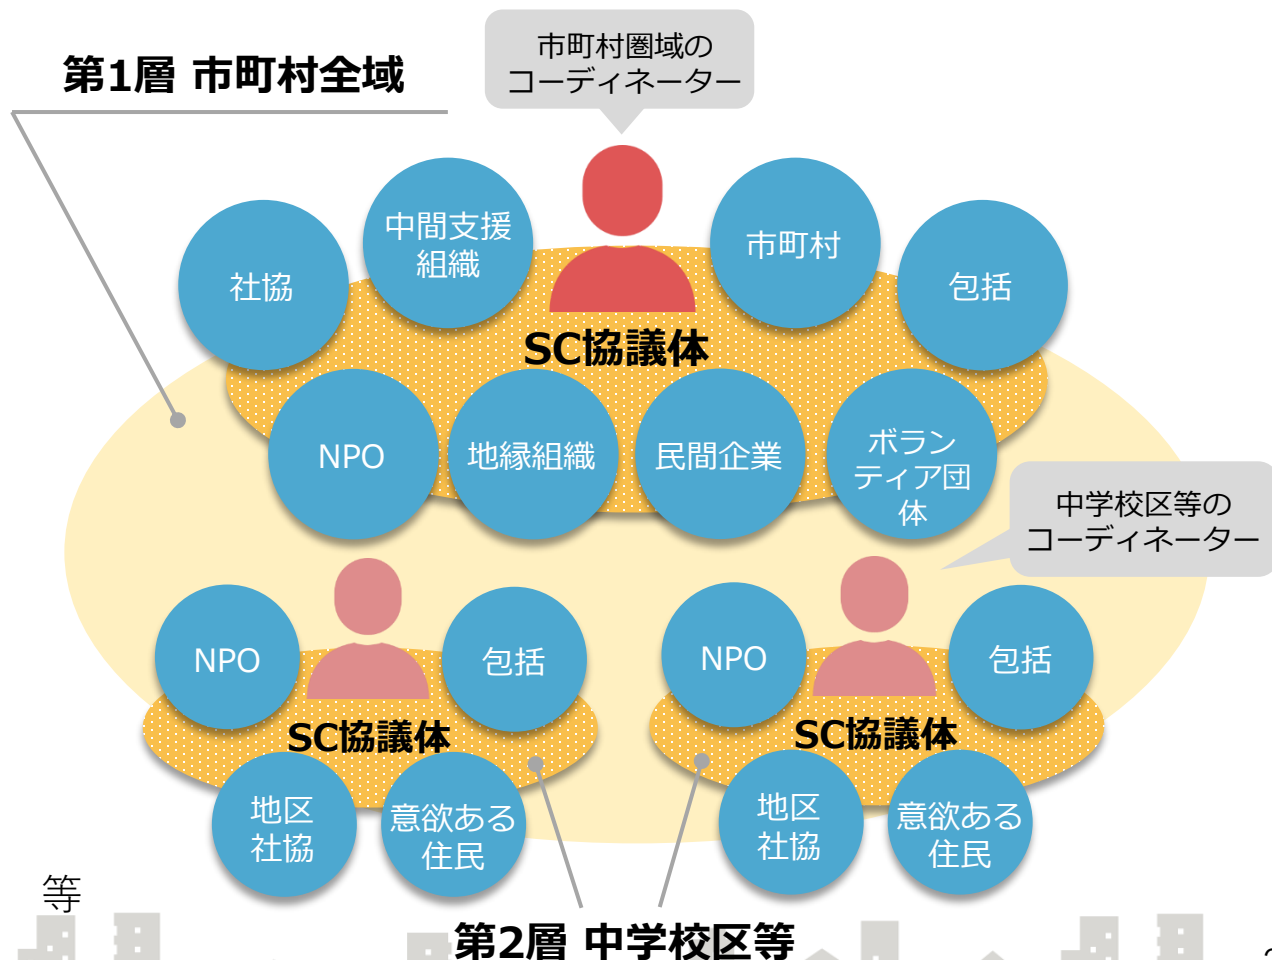 市町村圏域の
コーディネーター
第1層 市町村全域
中間支援
組織
市町村
社協
包括
SC協議体
NPO
地縁組織
民間企業
ボラン
ティア団
体
中学校区等の
コーディネーター
NPO
包括
SC協議体
地区
社協
意欲ある
住民
NPO
包括
SC協議体
地区
社協
意欲ある
住民
等
第2層 中学校区等